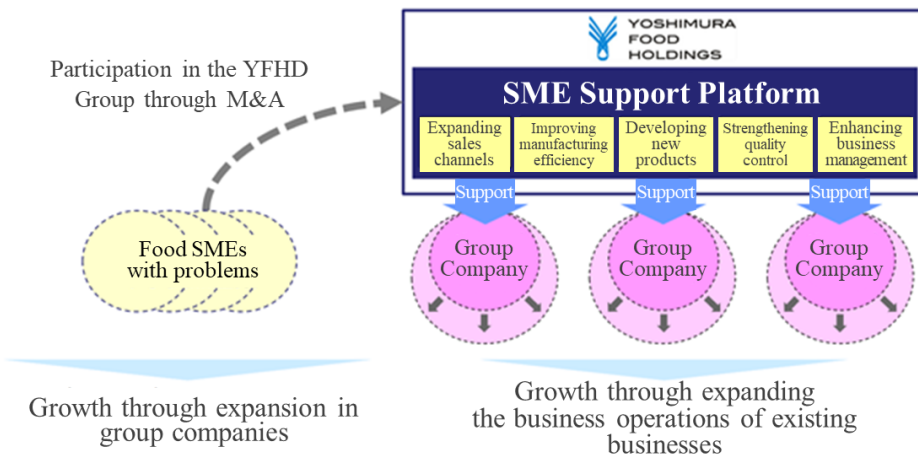 YOSHIMURA
FOOD
HOLDINGS
Participation in the YFHD
Group through M&A
SME Support Platform
Expanding
sales
channels
Improving
manufacturing
efficiency
Developing
new
products
Strengthening
quality
control
Enhancing
business
management
Support
Support
Support
Food SMEs
with problems
Group
Company
Group
Company
Group
Company
Growth through expansion in
group companies
Growth through expanding
the business operations of existing
businesses